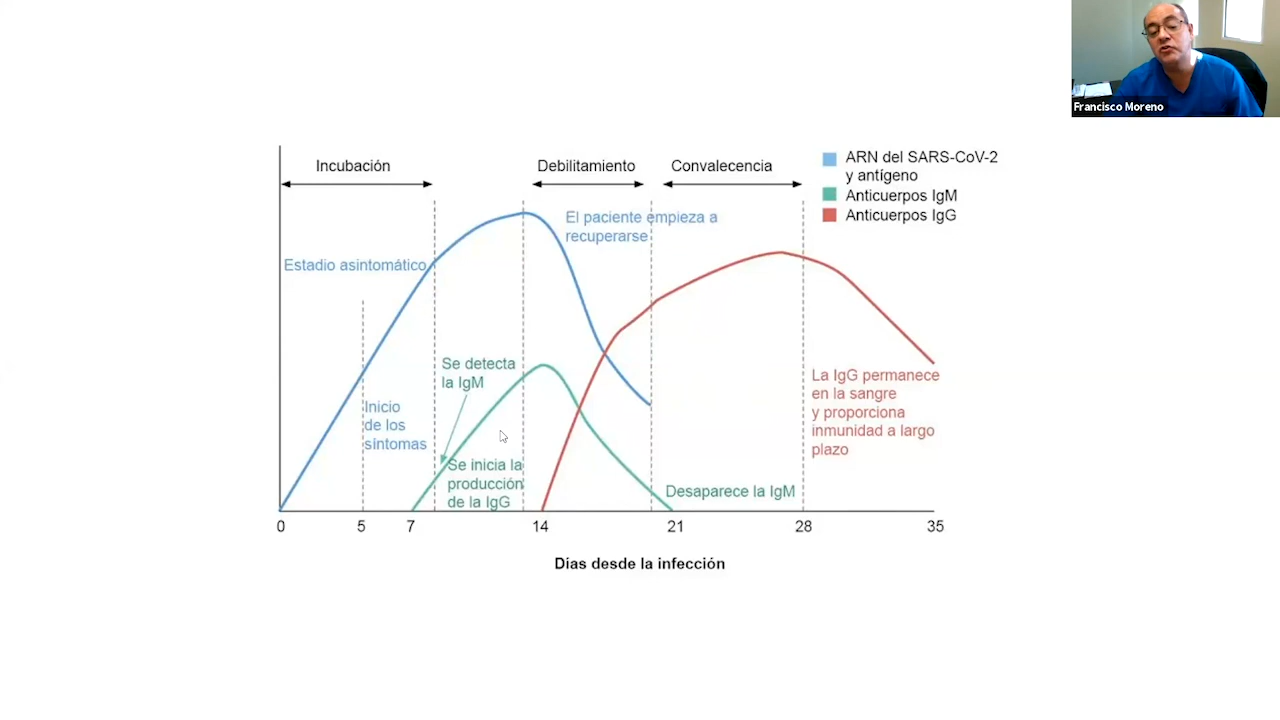 Francisco Moreno
Incubación
Debilitamiento
Convalecencia
ARN del SARS-CoV-2
y antígeno
Anticuerpos IgM
Anticuerpos IgG
El paciente empieza a
recuperarse
Estadio asintomático
Se detecta
la IgM
Inicio
de los
síntomas
Se inicia la
producción
de la IgG
La IgG permanece
en la sangre
y proporciona
inmunidad a largo
plazo
Desaparece la IgM
0 5 7 14 21 28 35
Días desde la infección